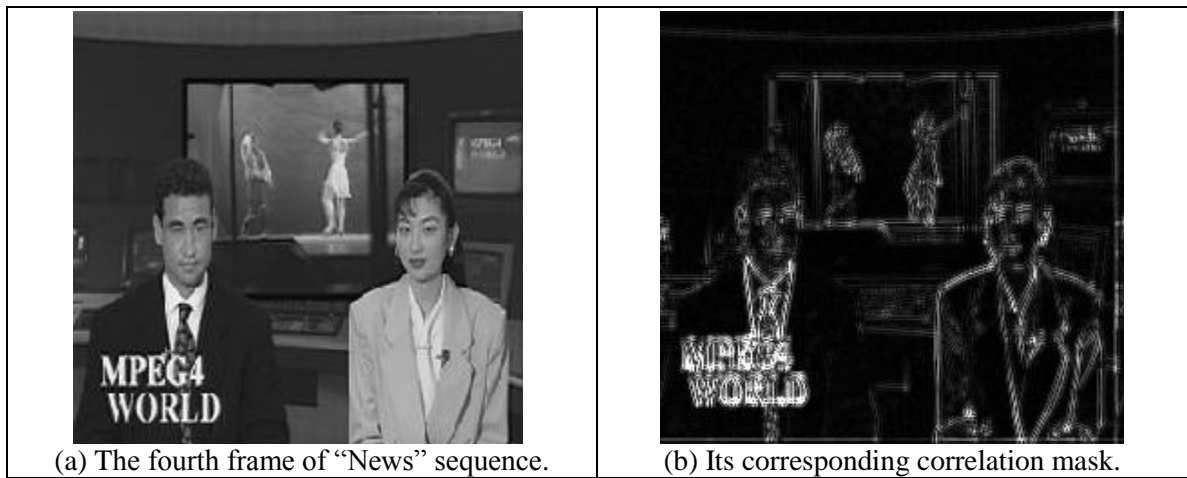 MPEG4
WORLD
MPEG4
WORLD
(a) The fourth frame of “News” sequence.
(b) Its corresponding correlation mask.